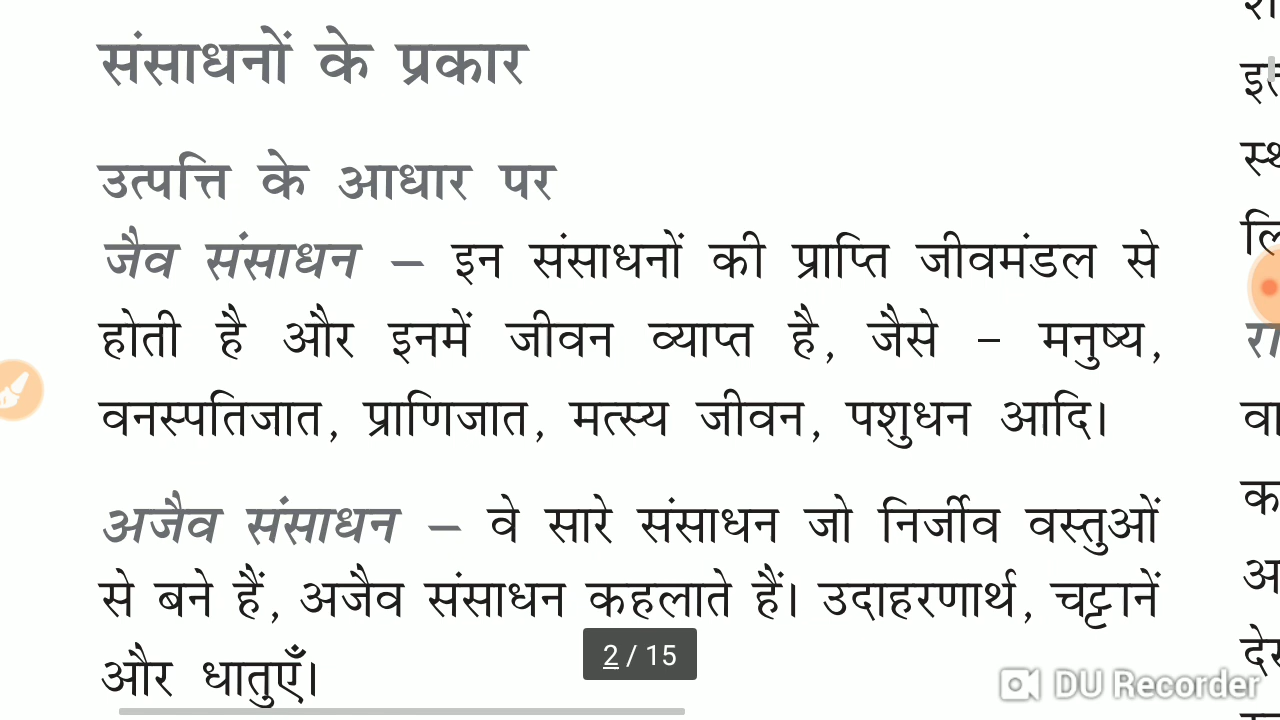 संसाधनों के प्रकार
उत्पत्ति के आधार पर
जैव संसाधन – इन संसाधनों की प्राप्ति जीवमंडल से
होती है और इनमें जीवन व्याप्त है, जैसे – मनुष्य,
वनस्पतिजात, प्राणिजात, मत्स्य जीवन, पशुधन आदि।
अजैव संसाधन – वे सारे संसाधन जो निर्जीव वस्तुओं
से बने हैं, अजैव संसाधन कहलाते हैं। उदाहरणार्थ, चट्टानें
और धातुएँ।
2 / 15
DU Recorder